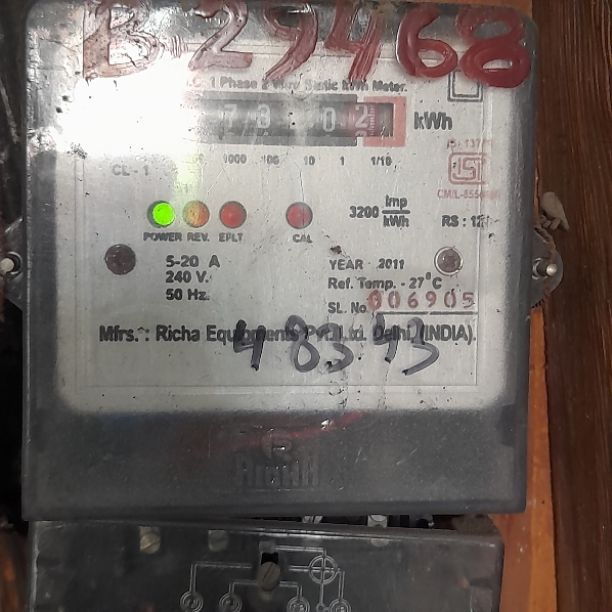 B-29468
1 Phase 2 Wire Static kWh Meter.
kWh
1000 100 10 1 1/10
CL - 1
ISI
3200 Imp/kWh
POWER REV. EPLT CAL
5-20 A
240 V.
50 Hz.
YEAR - 2011
Ref. Temp. - 27°C
SL. No. 006905
Mfrs. : Richa Equipments Pvt. Ltd. Delhi (INDIA).